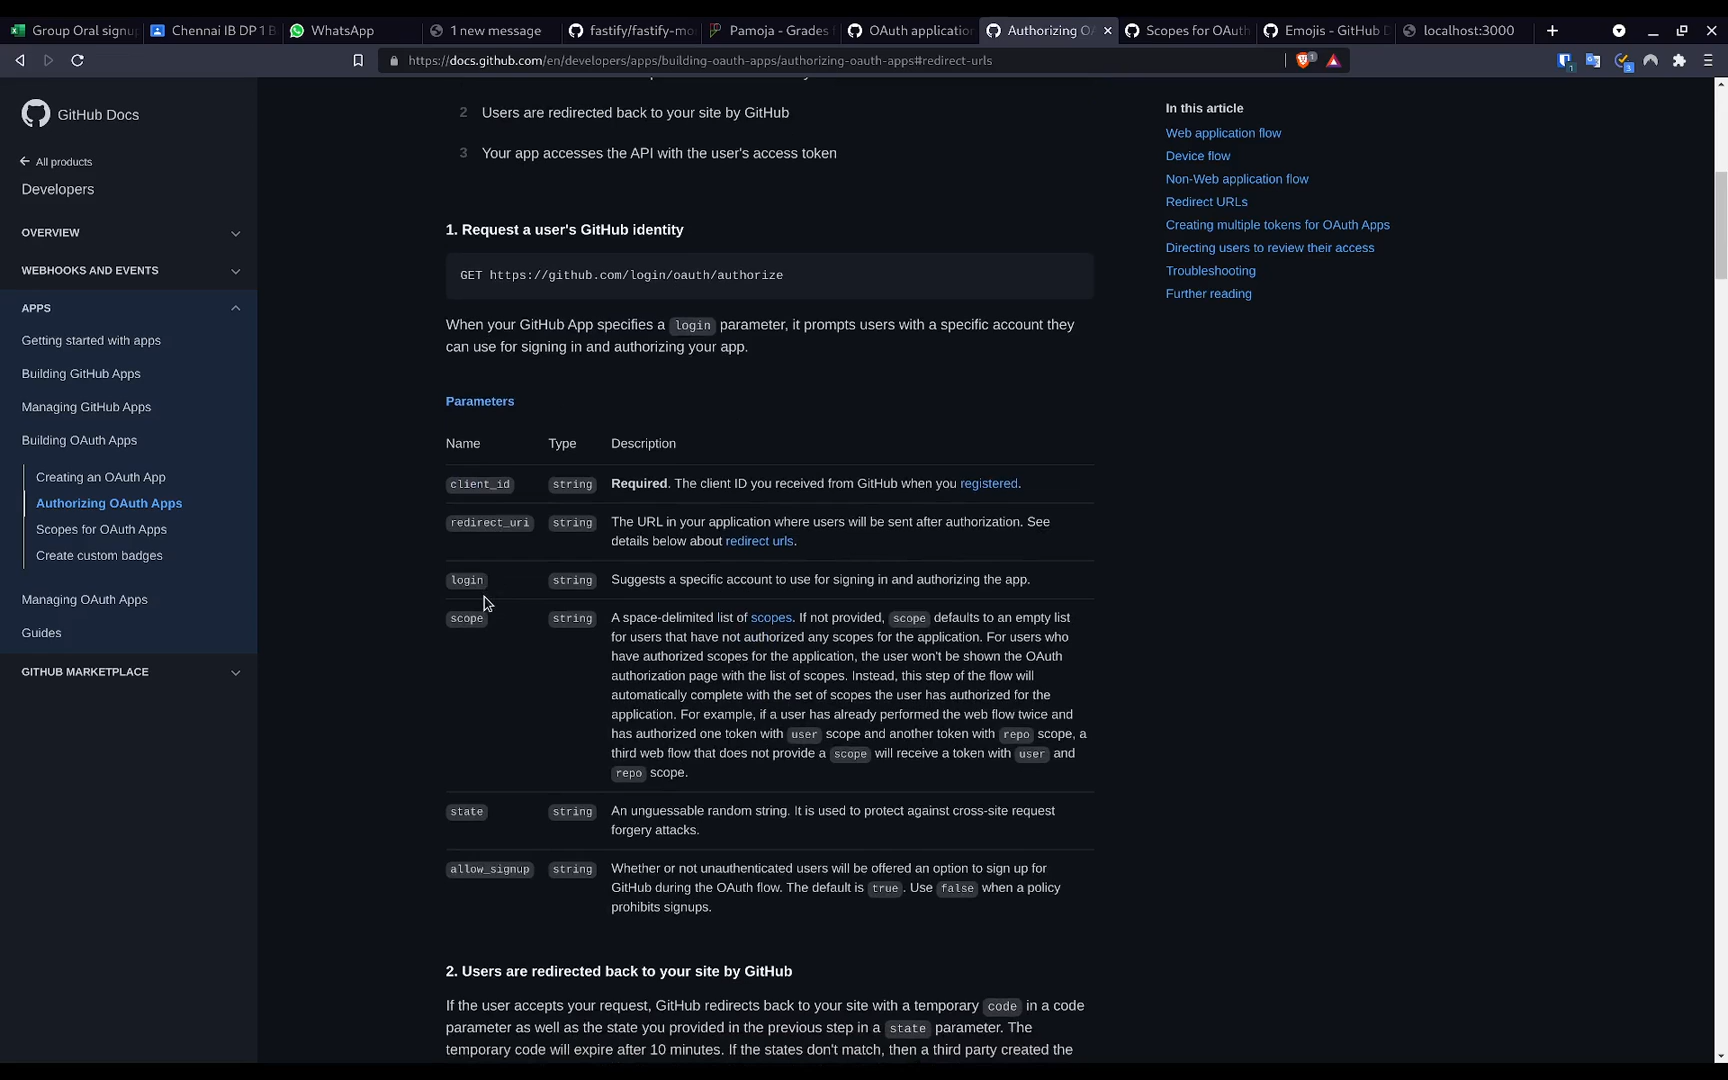 Group Oral signu
Chennai IB DP 1 B
WhatsApp
1 new message
fastify/fastify-mo
Pamoja - Grades
OAuth application
Authorizing O
Scopes for OAut
Emojis - GitHub D
localhost:3000
https://docs.github.com/en/developers/apps/building-oauth-apps/authorizing-oauth-apps#redirect-urls
GitHub Docs
All products
Developers
OVERVIEW
WEBHOOKS AND EVENTS
APPS
Getting started with apps
Building GitHub Apps
Managing GitHub Apps
Building OAuth Apps
Creating an OAuth App
Authorizing OAuth Apps
Scopes for OAuth Apps
Create custom badges
Managing OAuth Apps
Guides
GITHUB MARKETPLACE
2 Users are redirected back to your site by GitHub
3 Your app accesses the API with the user's access token
1. Request a user's GitHub identity
GET https://github.com/login/oauth/authorize
When your GitHub App specifies a login parameter, it prompts users with a specific account they
can use for signing in and authorizing your app.
Parameters
Name Type Description
client_id string Required. The client ID you received from GitHub when you registered.
redirect_uri string The URL in your application where users will be sent after authorization. See
details below about redirect urls.
login string Suggests a specific account to use for signing in and authorizing the app.
scope string A space-delimited list of scopes. If not provided, scope defaults to an empty list
for users that have not authorized any scopes for the application. For users who
have authorized scopes for the application, the user won't be shown the OAuth
authorization page with the list of scopes. Instead, this step of the flow will
automatically complete with the set of scopes the user has authorized for the
application. For example, if a user has already performed the web flow twice and
has authorized one token with user scope and another token with repo scope, a
third web flow that does not provide a scope will receive a token with user and
repo scope.
state string An unguessable random string. It is used to protect against cross-site request
forgery attacks.
allow_signup string Whether or not unauthenticated users will be offered an option to sign up for
GitHub during the OAuth flow. The default is true. Use false when a policy
prohibits signups.
2. Users are redirected back to your site by GitHub
If the user accepts your request, GitHub redirects back to your site with a temporary code in a code
parameter as well as the state you provided in the previous step in a state parameter. The
temporary code will expire after 10 minutes. If the states don't match, then a third party created the
In this article
Web application flow
Device flow
Non-Web application flow
Redirect URLs
Creating multiple tokens for OAuth Apps
Directing users to review their access
Troubleshooting
Further reading